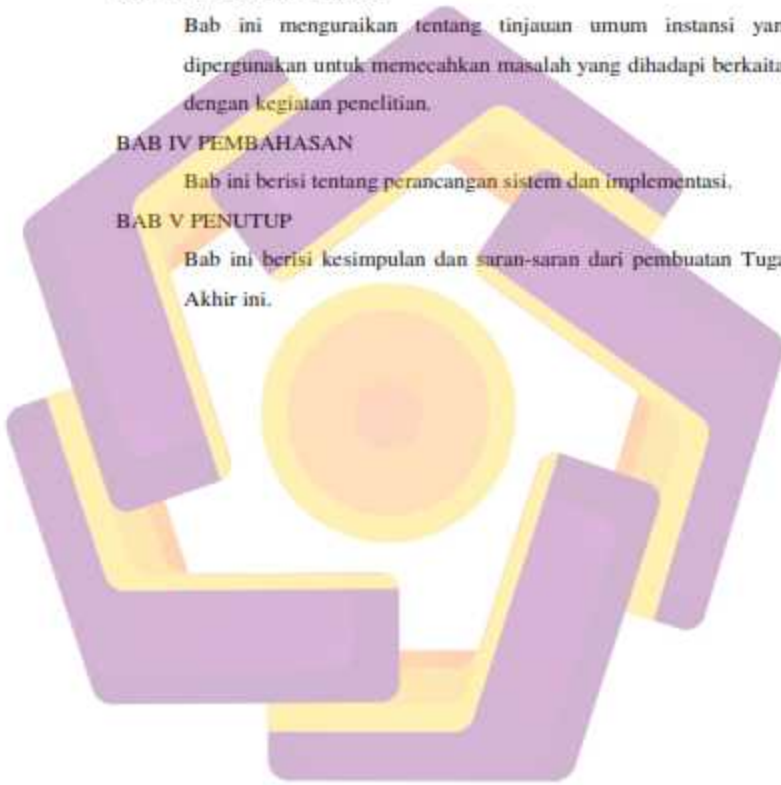 Bab ini menguraikan tentang tinjauan umum instansi yan
dipergunakan untuk memecahkan masalah yang dihadapi berkaita
dengan kegiatan penelitian.
BAB IV PEMBAHASAN
Bab ini berisi tentang perancangan sistem dan implementasi.
BAB V PENUTUP
Bab ini berisi kesimpulan dan saran-saran dari pembuatan Tuga
Akhir ini.